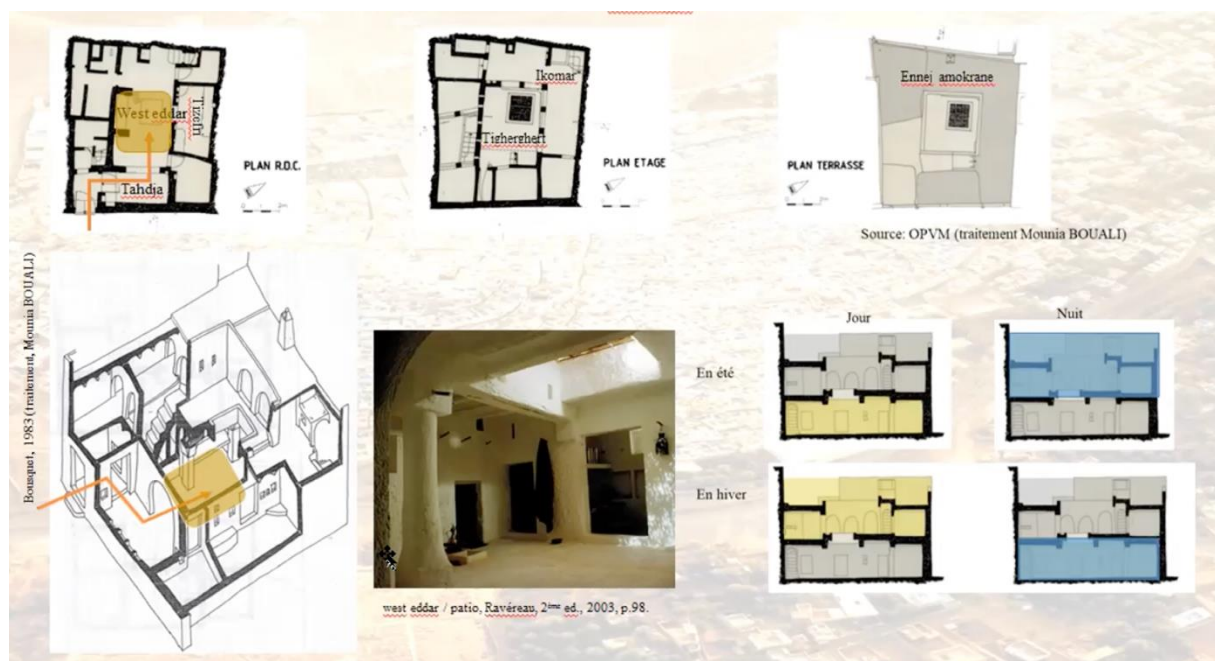 West eddar
Tizefri
Tahdja
PLAN R.D.C.
Ikomar
Tigherghert
PLAN ETAGE
Ennej amokrane
PLAN TERRASSE
Source: OPVM (traitement Mounia BOUALI)
Bousquet, 1983 (traitement, Mounia BOUALI)
Jour
Nuit
En été
En hiver
west eddar / patio, Ravéreau, 2ème ed., 2003, p.98.